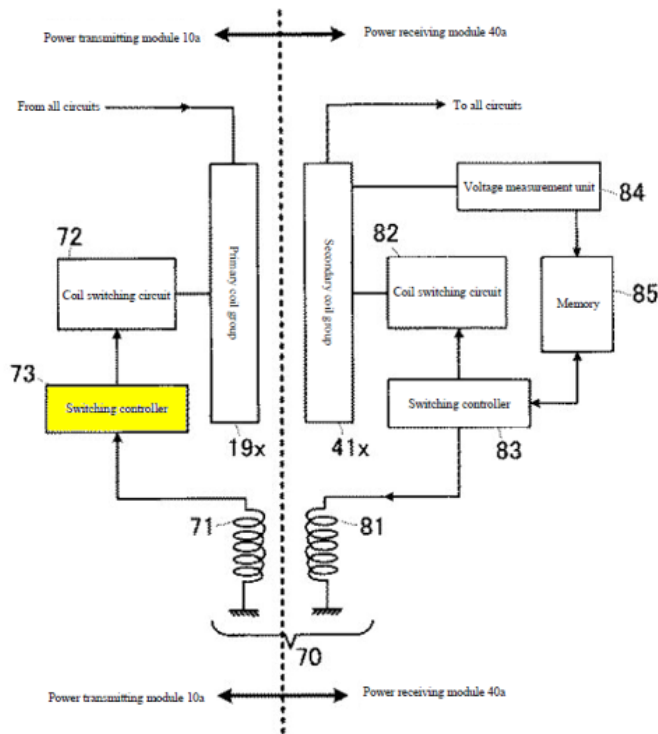 Power transmitting module 10a
Power receiving module 40a
From all circuits
To all circuits
Voltage measurement unit
84
72
82
Primary coil group
Secondary coil group
Coil switching circuit
Coil switching circuit
Memory
85
73
Switching controller
Switching controller
19x
41x
83
71
81
70
Power transmitting module 10a
Power receiving module 40a